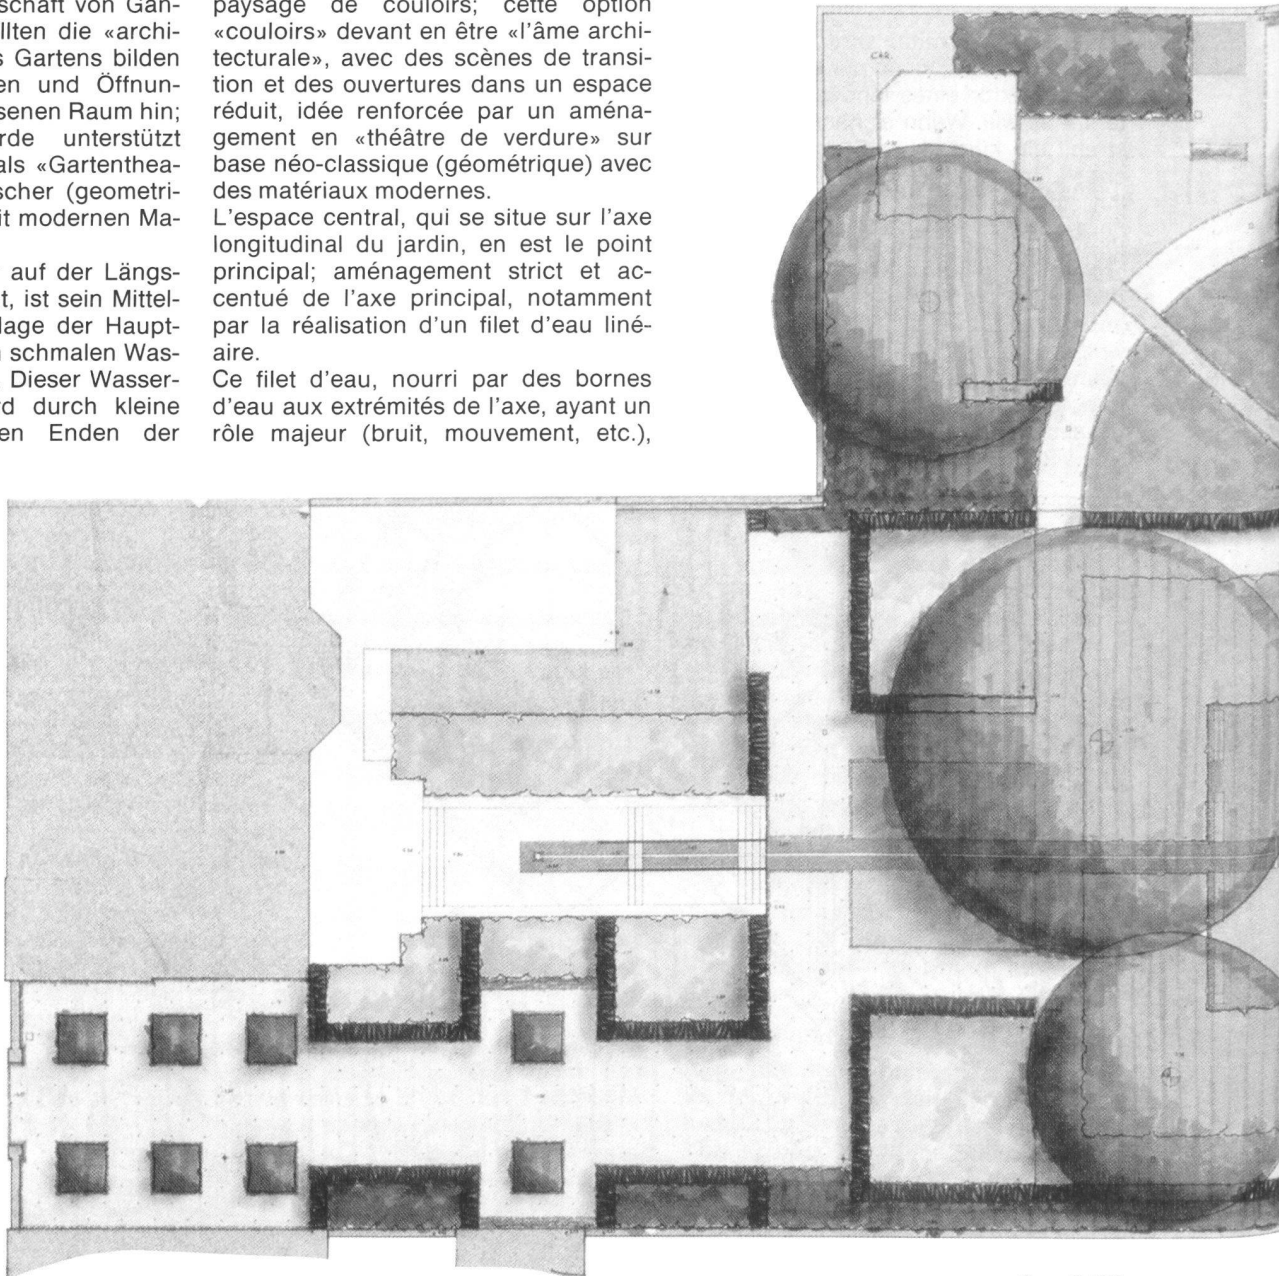 schaft von Gän-
llten die «archi-
s Gartens bilden
en und Öffnun-
senen Raum hin;
rde unterstützt
als «Gartenthea-
scher (geometri-
it modernen Ma-
auf der Längs-
t, ist sein Mittel-
lage der Haupt-
schmalen Was-
Dieser Wasser-
rd durch kleine
en Enden der
paysage de couloirs; cette option
«couloirs» devant en être «l'âme archi-
tecturale», avec des scènes de transi-
tion et des ouvertures dans un espace
réduit, idée renforcée par un aména-
gement en «théâtre de verdure» sur
base néo-classique (géométrique) avec
des matériaux modernes.
L'espace central, qui se situe sur l'axe
longitudinal du jardin, en est le point
principal; aménagement strict et ac-
centué de l'axe principal, notamment
par la réalisation d'un filet d'eau liné-
aire.
Ce filet d'eau, nourri par des bornes
d'eau aux extrémités de l'axe, ayant un
rôle majeur (bruit, mouvement, etc.),
CAR.